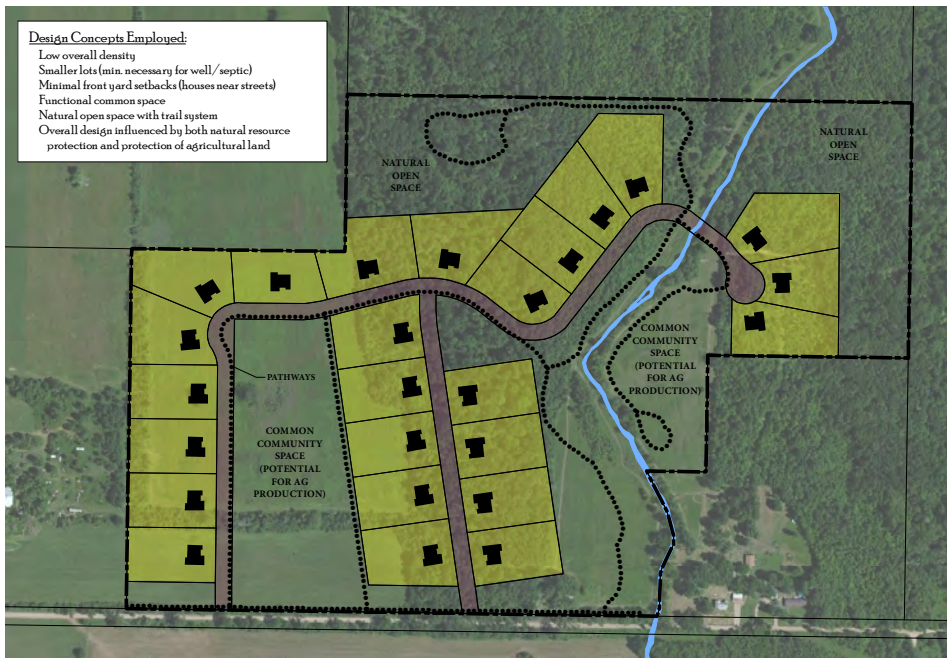 Design Concepts Employed:
Low overall density
Smaller lots (min. necessary for well/septic)
Minimal front yard setbacks (houses near streets)
Functional common space
Natural open space with trail system
Overall design influenced by both natural resource
protection and protection of agricultural land
NATURAL
OPEN
SPACE
NATURAL
OPEN
SPACE
COMMON
COMMUNITY
SPACE
(POTENTIAL
FOR AG
PRODUCTION)
PATHWAYS
COMMON
COMMUNITY
SPACE
(POTENTIAL
FOR AG
PRODUCTION)